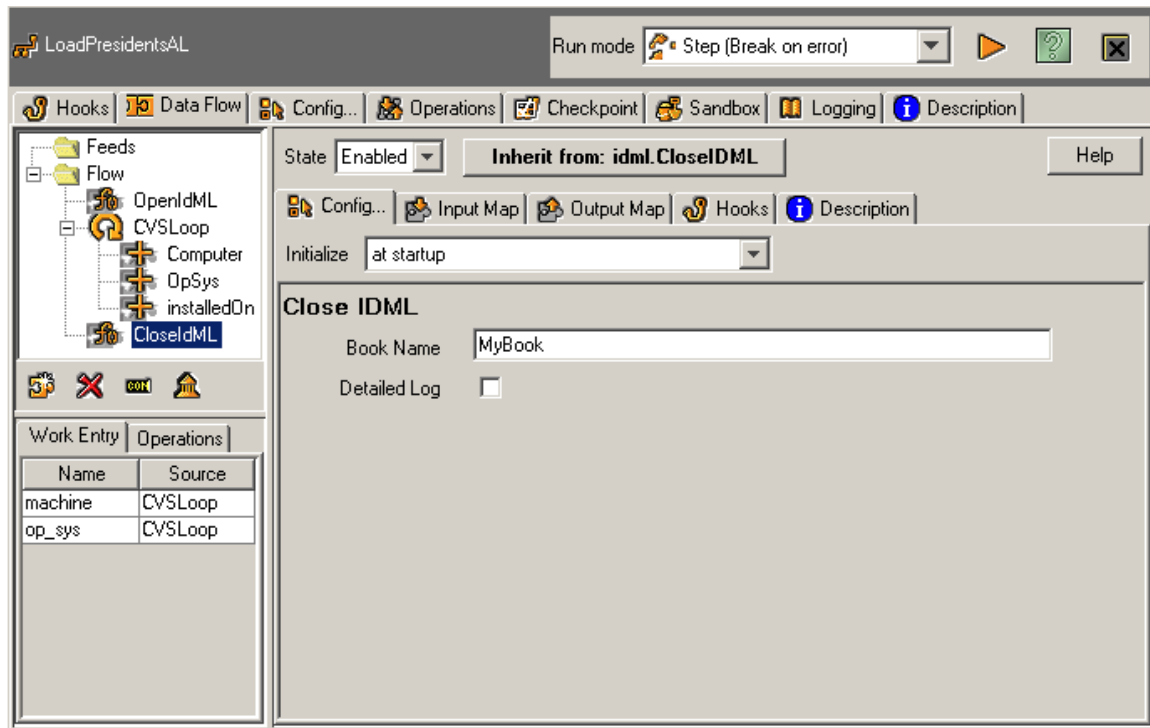 LoadPresidentsAL
Run mode Step (Break on error)
Hooks Data Flow Config... Operations Checkpoint Sandbox Logging Description
Feeds
Flow
OpenIdML
CVSLoop
Computer
OpSys
installedOn
CloseIdML
Work Entry Operations
Name Source
machine CVSLoop
op_sys CVSLoop
State Enabled Inherit from: idml.CloseIDML Help
Config... Input Map Output Map Hooks Description
Initialize at startup
Close IDML
Book Name MyBook
Detailed Log